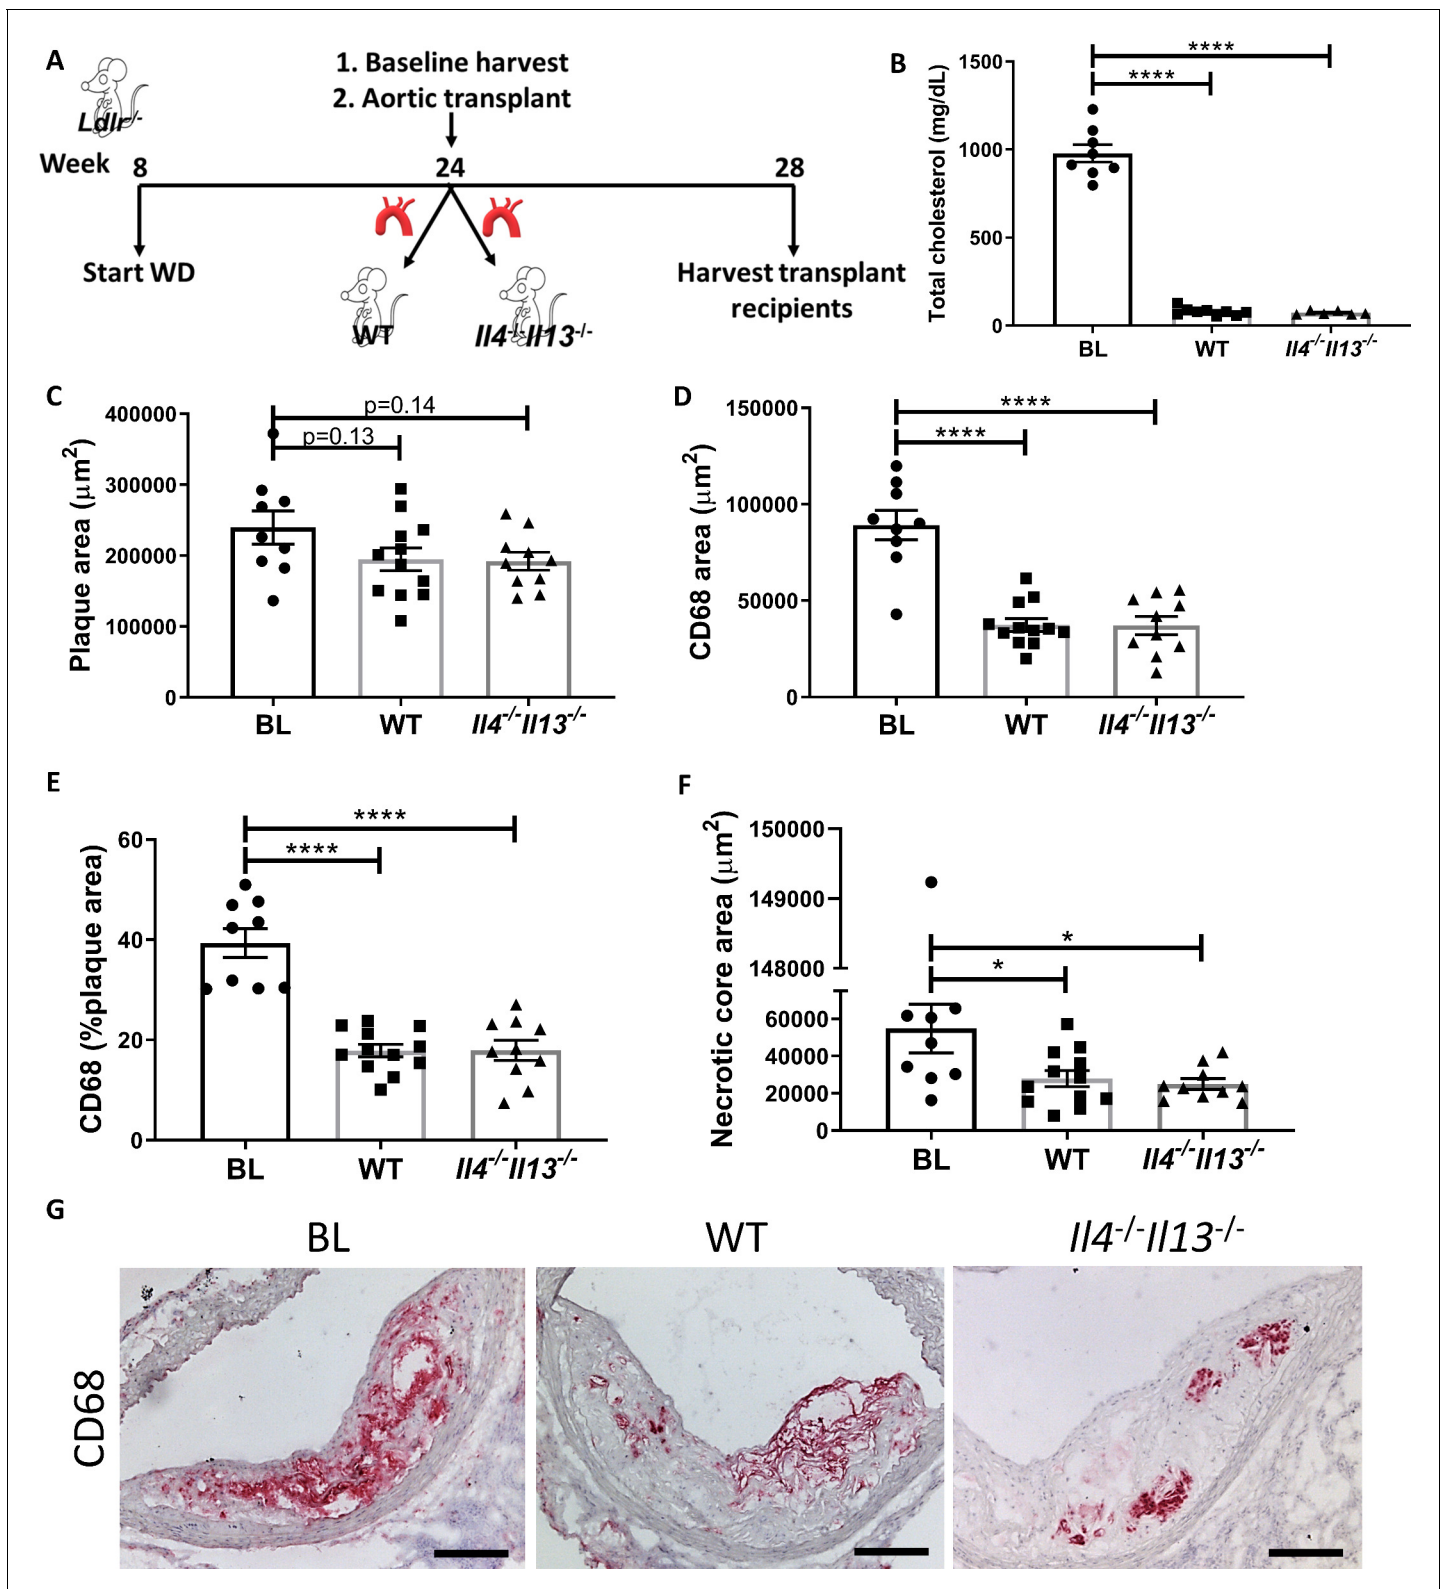 A
1. Baseline harvest
2. Aortic transplant
Ldlr-/-
Week 8 24 28
Start WD
WT
Il4-/-Il13-/-
Harvest transplant
recipients
B
Total cholesterol (mg/dL)
1500
1000
500
0
****
****
BL WT Il4-/-Il13-/-
C
Plaque area (μm2)
400000
300000
200000
100000
0
p=0.14
p=0.13
BL WT Il4-/-Il13-/-
D
CD68 area (μm2)
150000
100000
50000
0
****
****
BL WT Il4-/-Il13-/-
E
CD68 (%plaque area)
60
40
20
0
****
****
BL WT Il4-/-Il13-/-
F
Necrotic core area (μm2)
150000
149000
148000
60000
40000
20000
0
*
*
BL WT Il4-/-Il13-/-
G
BL WT Il4-/-Il13-/-
CD68